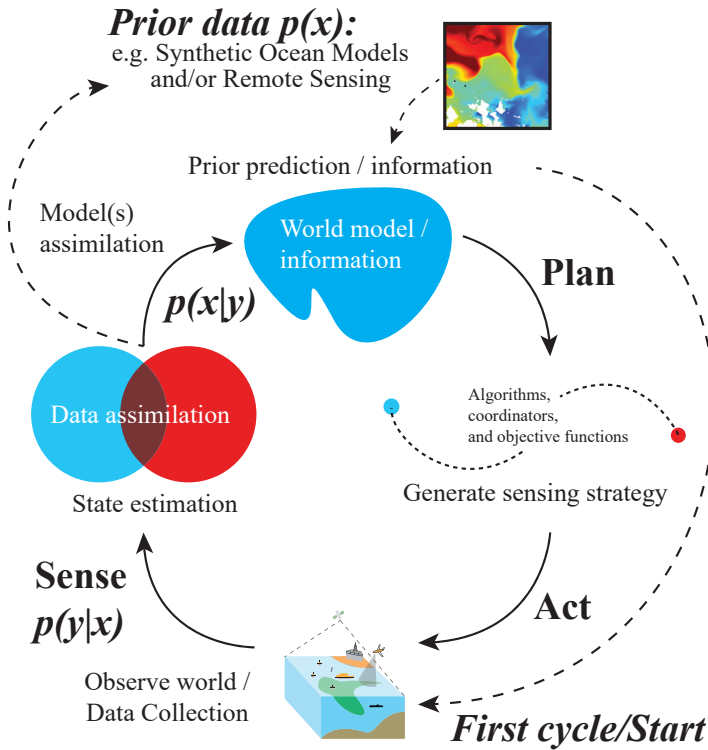 Prior data p(x):
e.g. Synthetic Ocean Models
and/or Remote Sensing
Prior prediction / information
Model(s)
assimilation
World model /
information
Plan
p(x|y)
Data assimilation
Algorithms,
coordinators,
and objective functions
State estimation
Generate sensing strategy
Sense
p(y|x)
Act
Observe world /
Data Collection
First cycle/Start